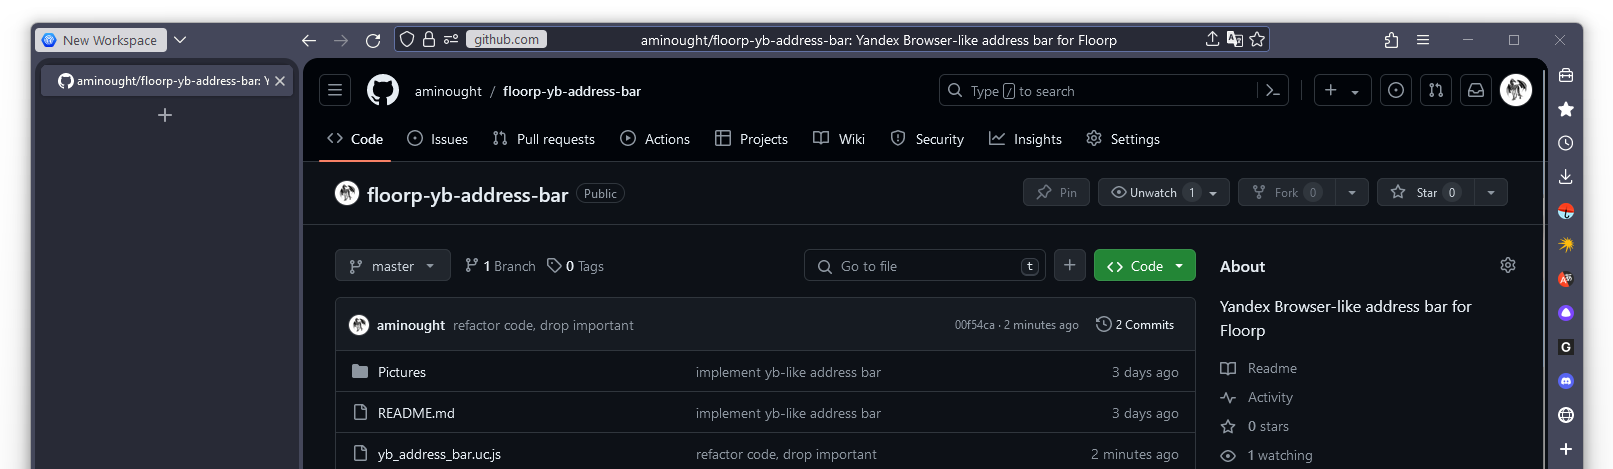 New Workspace
github.com
aminought/floorp-yb-address-bar: Yandex Browser-like address bar for Floorp
aminought/floorp-yb-address-bar: Y
aminought / floorp-yb-address-bar
Type / to search
Code
Issues
Pull requests
Actions
Projects
Wiki
Security
Insights
Settings
floorp-yb-address-bar
Public
Pin
Unwatch 1
Fork 0
Star 0
master
1 Branch
0 Tags
Go to file
t
Code
About
Yandex Browser-like address bar for
Floorp
aminought refactor code, drop important
00f54ca · 2 minutes ago
2 Commits
Pictures
implement yb-like address bar
3 days ago
README.md
implement yb-like address bar
3 days ago
yb_address_bar.uc.js
refactor code, drop important
2 minutes ago
Readme
Activity
0 stars
1 watching
G